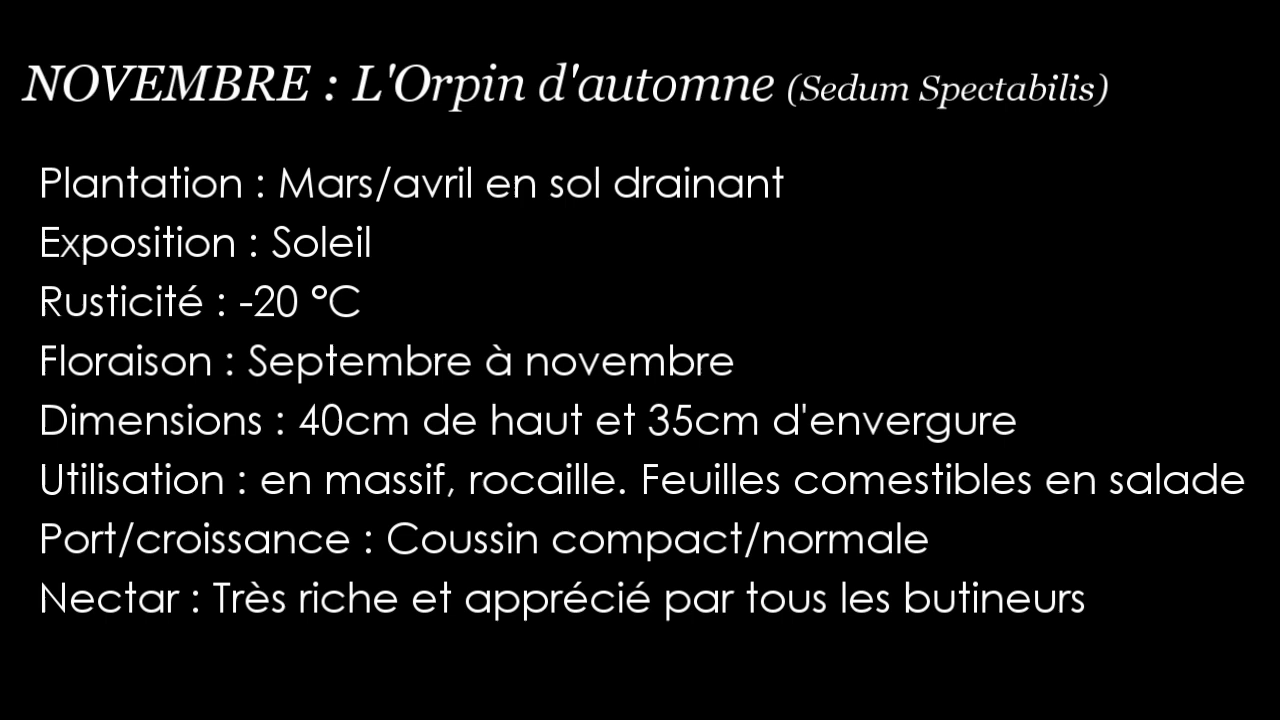 NOVEMBRE : L'Orpin d'automne (Sedum Spectabilis)
Plantation : Mars/avril en sol drainant
Exposition : Soleil
Rusticité : -20 °C
Floraison : Septembre à novembre
Dimensions : 40cm de haut et 35cm d'envergure
Utilisation : en massif, rocaille. Feuilles comestibles en salade
Port/croissance : Coussin compact/normale
Nectar : Très riche et apprécié par tous les butineurs